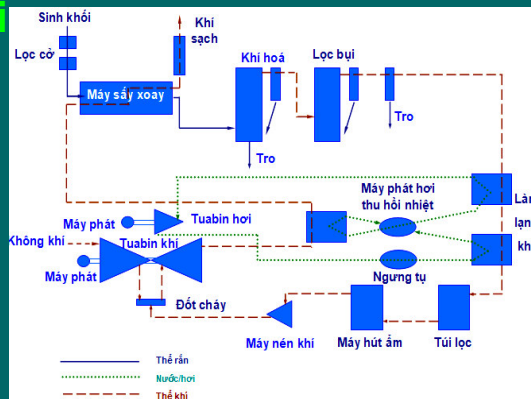 Sinh khối
Lọc cỡ
Khí
sạch
Máy sấy xoay
Khí hoá
Lọc bụi
Tro
Tro
Máy phát hơi
thu hồi nhiệt
Làm
lạn
kh
Máy phát
Tuabin hơi
Không khí
Tuabin khí
Máy phát
Ngưng tụ
Đốt cháy
Máy nén khí
Máy hút ẩm
Túi lọc
Thể rắn
Nước/hơi
Thể khí